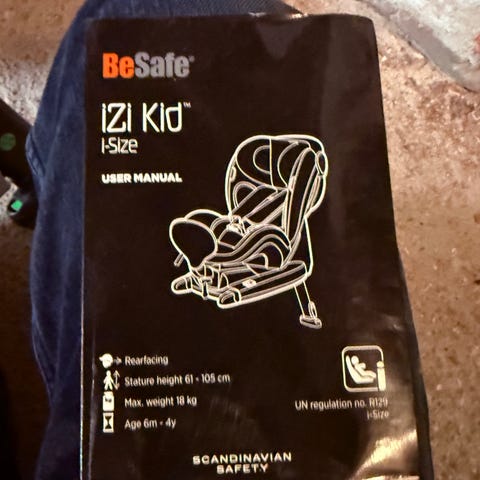 BeSafe®
iZi Kid™
i-Size
USER MANUAL
Rearfacing
Stature height 61 - 105 cm
Max. weight 18 kg
Age 6m - 4y
UN regulation no. R129
i-Size
SCANDINAVIAN
SAFETY